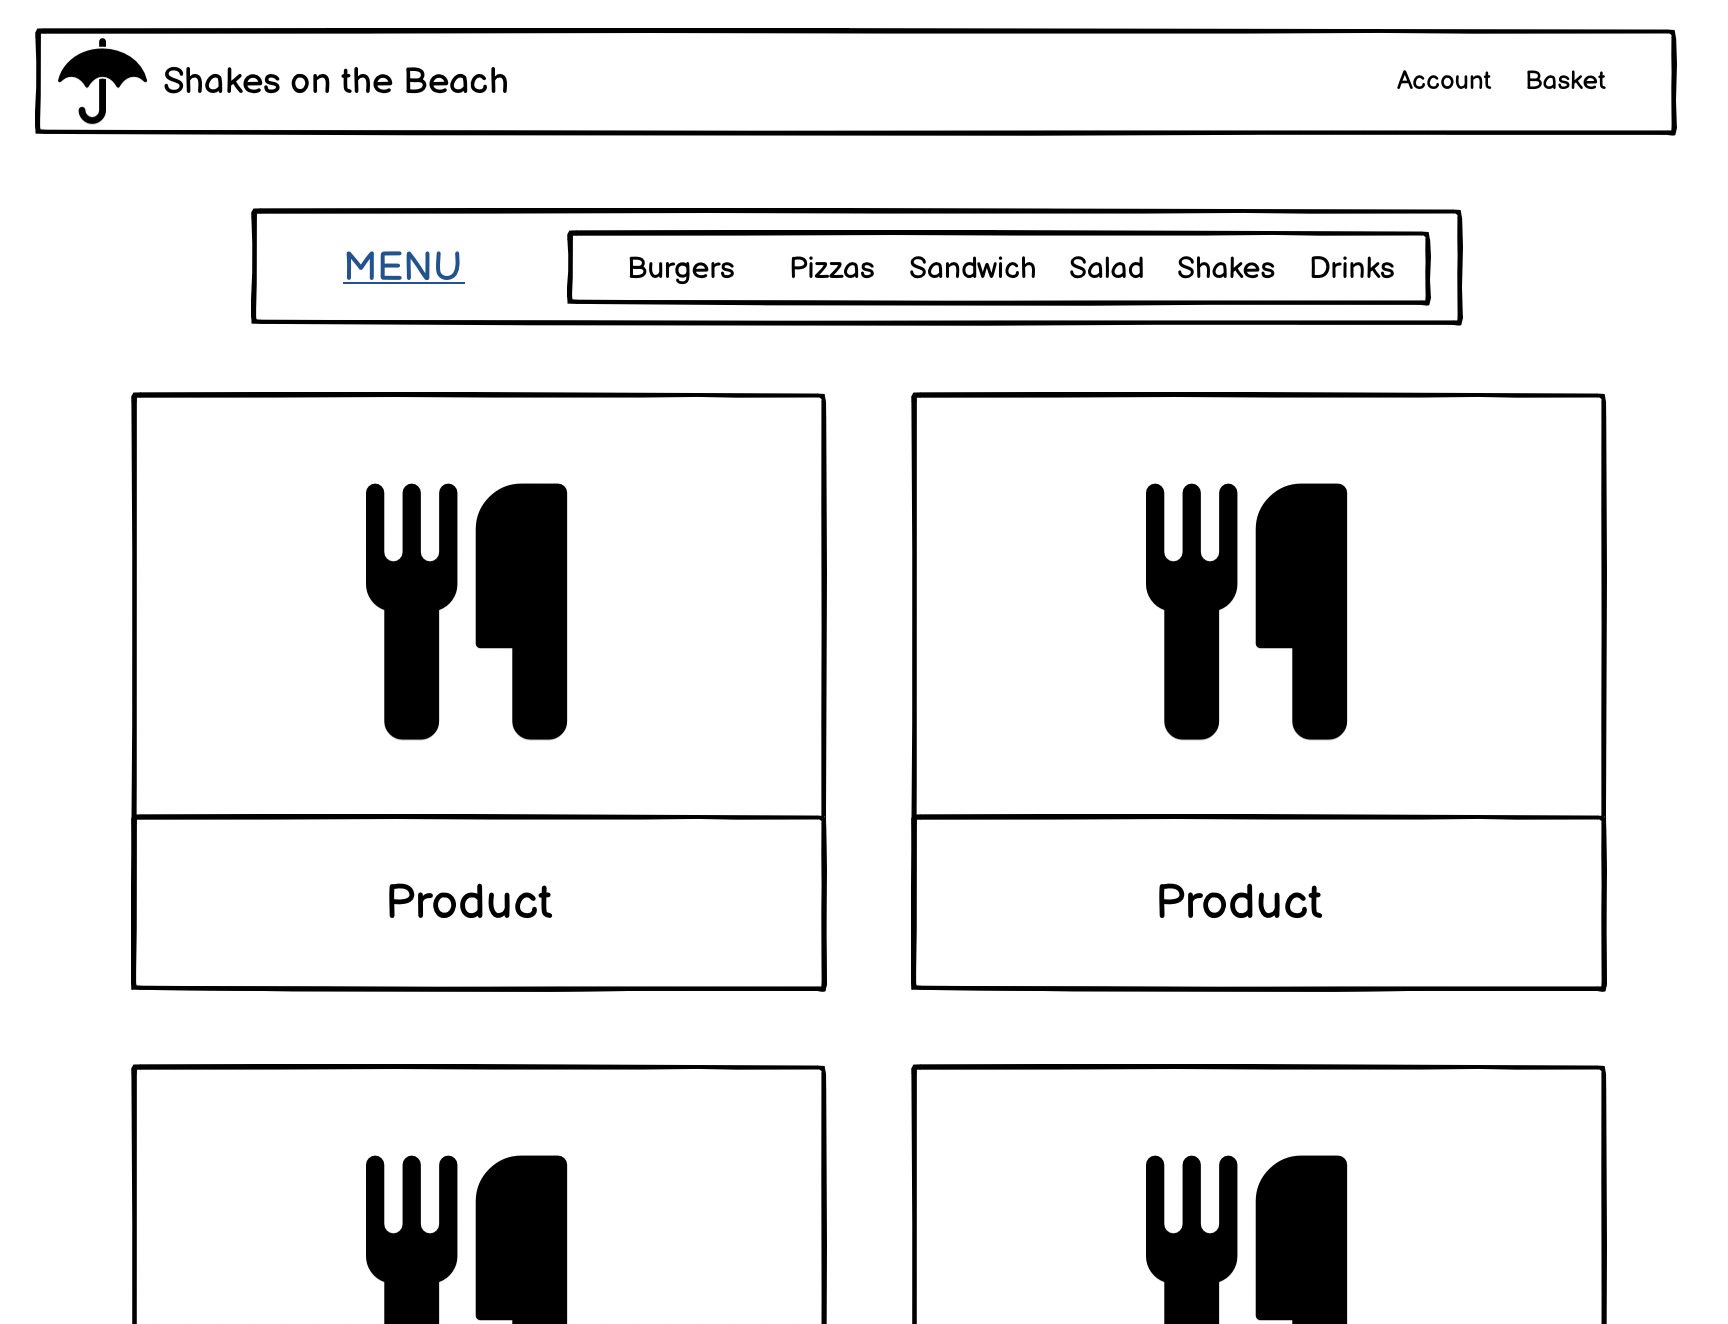 Shakes on the Beach Account Basket
MENU Burgers Pizzas Sandwich Salad Shakes Drinks
Product Product